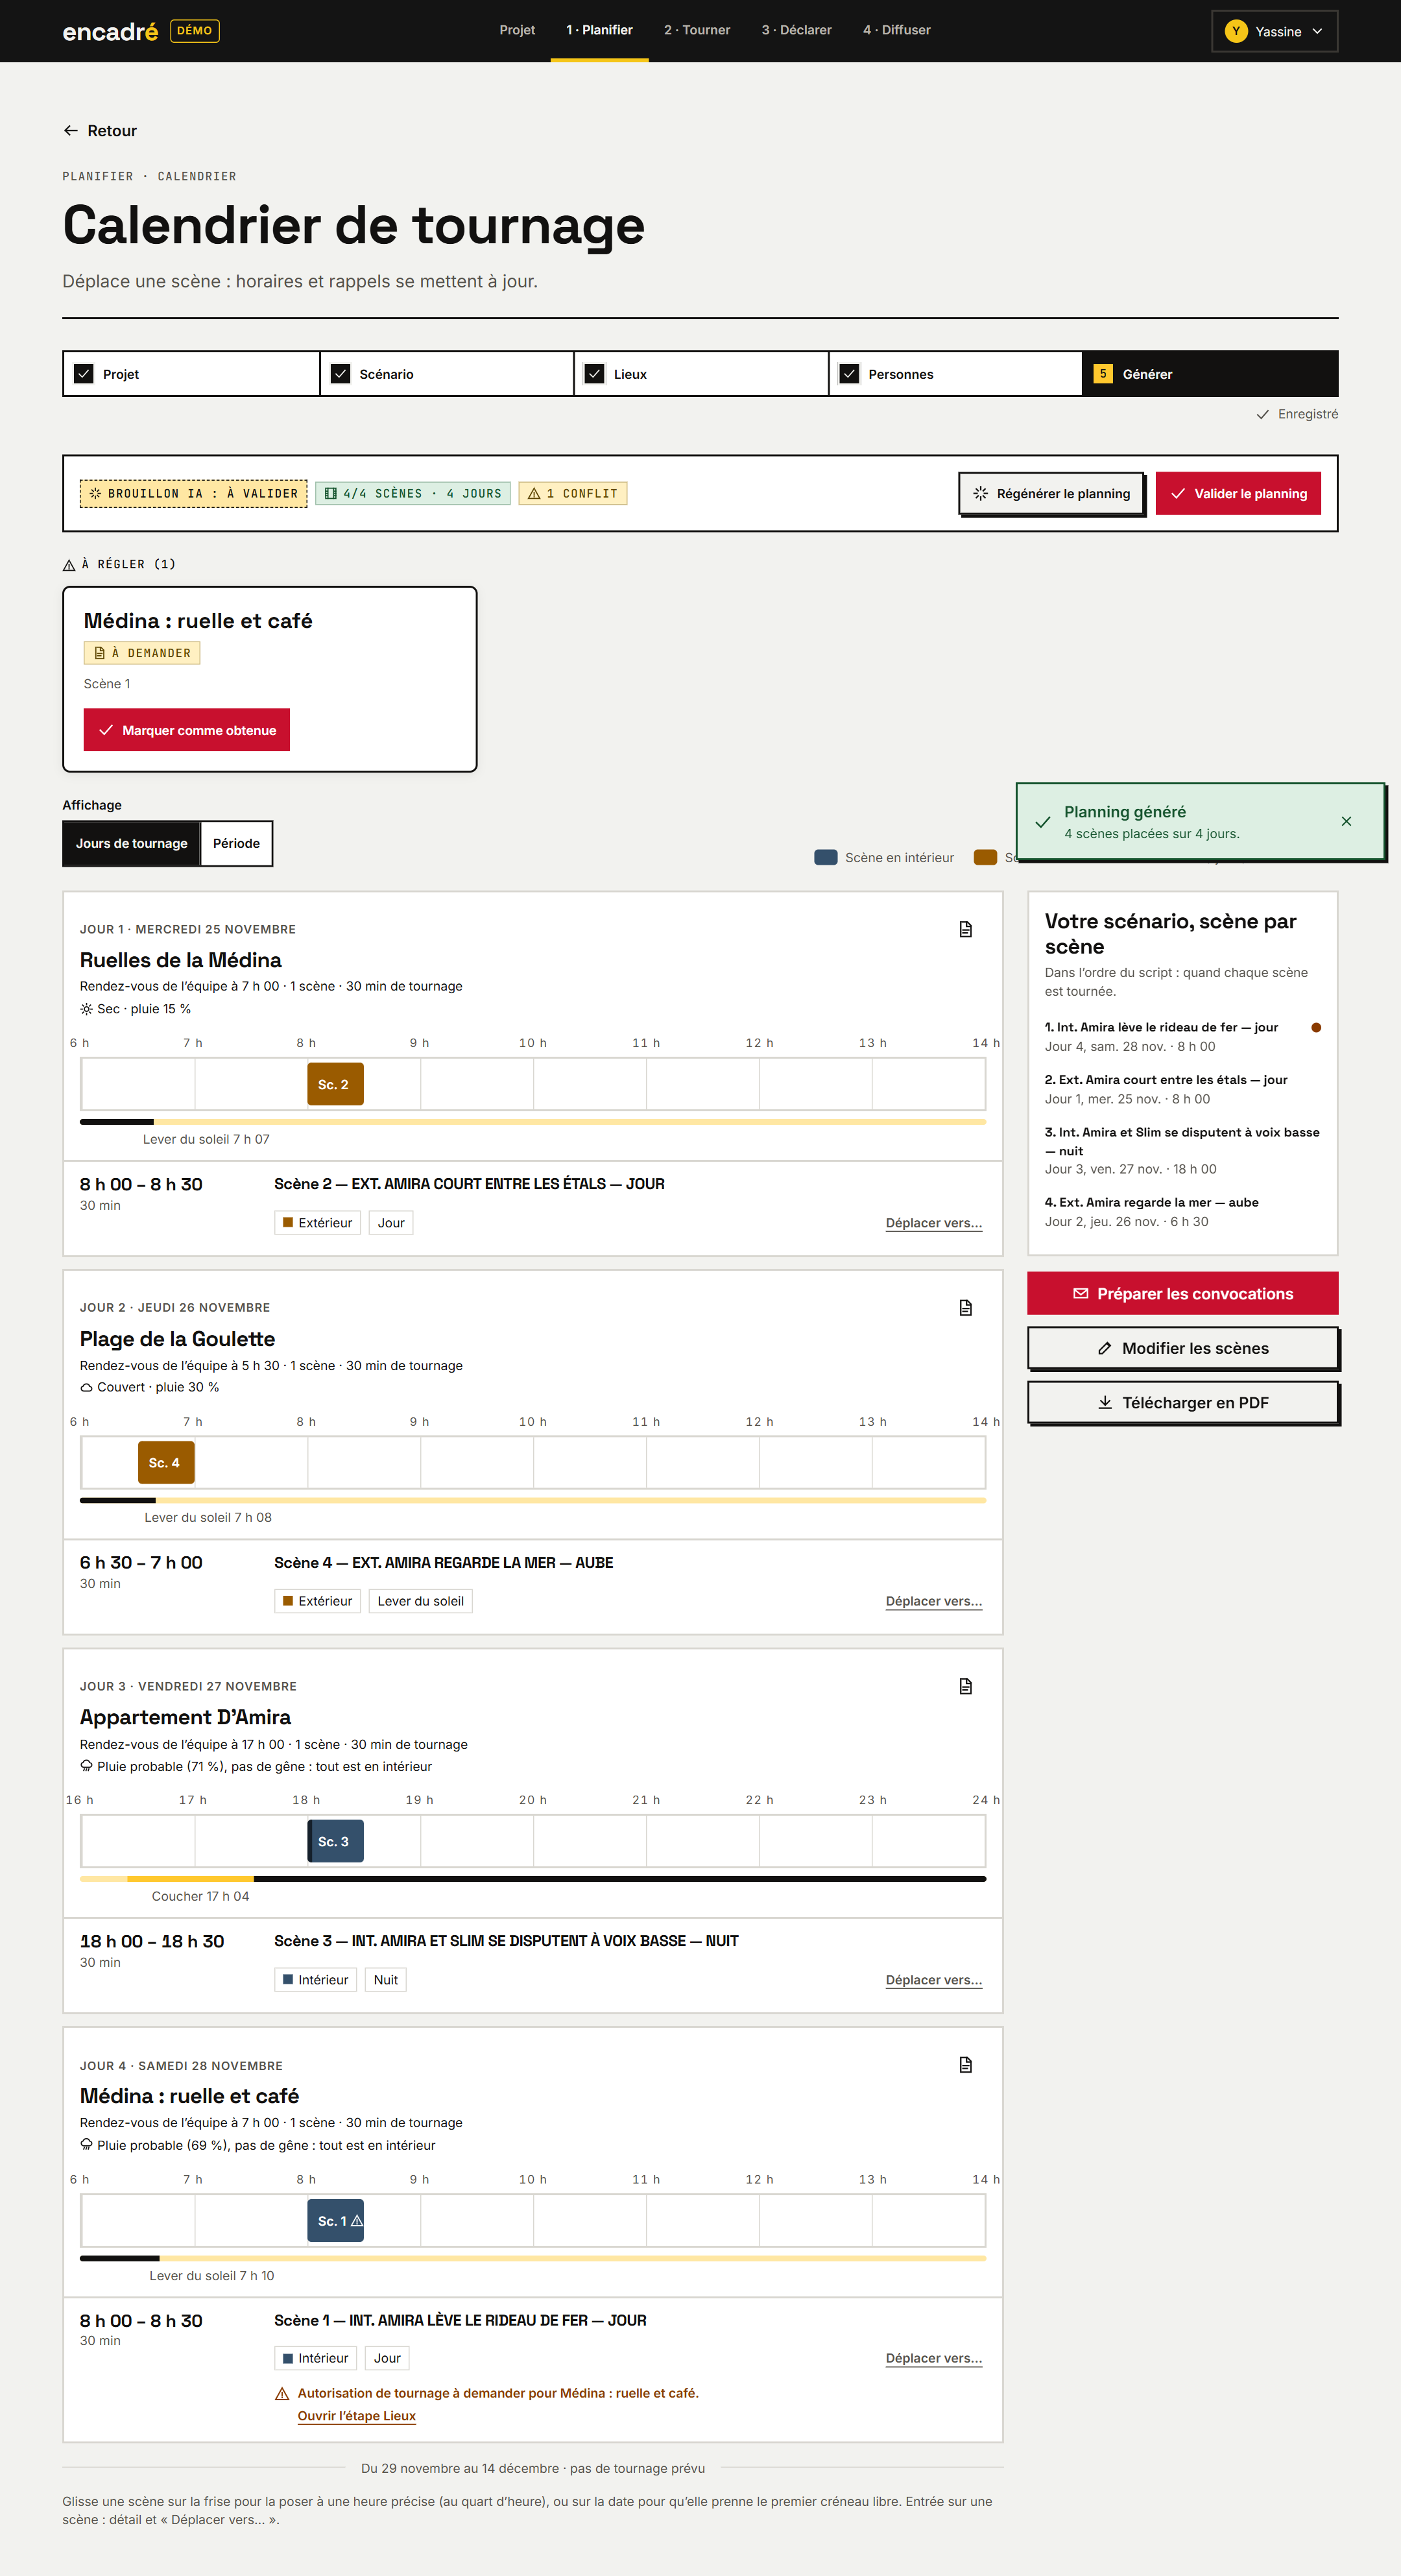 encadré DÉMO Projet 1 · Planifier 2 · Tourner 3 · Déclarer 4 · Diffuser Y Yassine
Retour
PLANIFIER · CALENDRIER
Calendrier de tournage
Déplace une scène : horaires et rappels se mettent à jour.
Projet Scénario Lieux Personnes 5 Générer
Enregistré
BROUILLON IA : À VALIDER 4/4 SCÈNES · 4 JOURS 1 CONFLIT Régénérer le planning Valider le planning
À RÉGLER (1)
Médina : ruelle et café
À DEMANDER
Scène 1
Marquer comme obtenue
Affichage
Jours de tournage Période
Scène en intérieur
Planning généré
4 scènes placées sur 4 jours.
JOUR 1 · MERCREDI 25 NOVEMBRE
Ruelles de la Médina
Rendez-vous de l’équipe à 7 h 00 · 1 scène · 30 min de tournage
Sec · pluie 15 %
6 h 7 h 8 h 9 h 10 h 11 h 12 h 13 h 14 h
Sc. 2
Lever du soleil 7 h 07
8 h 00 – 8 h 30
30 min
Scène 2 — EXT. AMIRA COURT ENTRE LES ÉTALS — JOUR
Extérieur Jour
Déplacer vers…
JOUR 2 · JEUDI 26 NOVEMBRE
Plage de la Goulette
Rendez-vous de l’équipe à 5 h 30 · 1 scène · 30 min de tournage
Couvert · pluie 30 %
6 h 7 h 8 h 9 h 10 h 11 h 12 h 13 h 14 h
Sc. 4
Lever du soleil 7 h 08
6 h 30 – 7 h 00
30 min
Scène 4 — EXT. AMIRA REGARDE LA MER — AUBE
Extérieur Lever du soleil
Déplacer vers…
JOUR 3 · VENDREDI 27 NOVEMBRE
Appartement D’Amira
Rendez-vous de l’équipe à 17 h 00 · 1 scène · 30 min de tournage
Pluie probable (71 %), pas de gêne : tout est en intérieur
16 h 17 h 18 h 19 h 20 h 21 h 22 h 23 h 24 h
Sc. 3
Coucher 17 h 04
18 h 00 – 18 h 30
30 min
Scène 3 — INT. AMIRA ET SLIM SE DISPUTENT À VOIX BASSE — NUIT
Intérieur Nuit
Déplacer vers…
JOUR 4 · SAMEDI 28 NOVEMBRE
Médina : ruelle et café
Rendez-vous de l’équipe à 7 h 00 · 1 scène · 30 min de tournage
Pluie probable (69 %), pas de gêne : tout est en intérieur
6 h 7 h 8 h 9 h 10 h 11 h 12 h 13 h 14 h
Sc. 1
Lever du soleil 7 h 10
8 h 00 – 8 h 30
30 min
Scène 1 — INT. AMIRA LÈVE LE RIDEAU DE FER — JOUR
Intérieur Jour
Déplacer vers…
Autorisation de tournage à demander pour Médina : ruelle et café.
Ouvrir l’étape Lieux
Du 29 novembre au 14 décembre · pas de tournage prévu
Glisse une scène sur la frise pour la poser à une heure précise (au quart d’heure), ou sur la date pour qu’elle prenne le premier créneau libre. Entrée sur une
scène : détail et « Déplacer vers… ».
Votre scénario, scène par
scène
Dans l’ordre du script : quand chaque scène
est tournée.
1. Int. Amira lève le rideau de fer — jour
Jour 4, sam. 28 nov. · 8 h 00
2. Ext. Amira court entre les étals — jour
Jour 1, mer. 25 nov. · 8 h 00
3. Int. Amira et Slim se disputent à voix basse
— nuit
Jour 3, ven. 27 nov. · 18 h 00
4. Ext. Amira regarde la mer — aube
Jour 2, jeu. 26 nov. · 6 h 30
Préparer les convocations
Modifier les scènes
Télécharger en PDF